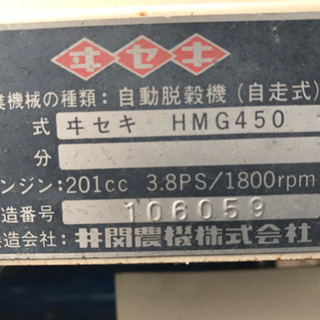 ヰセキ
業機械の種類：自動脱穀機（自走式）
式 ヰセキ HMG450
分
ンジン：201cc 3.8PS/1800rpm
造番号 106059
製造会社：井関農機株式会社